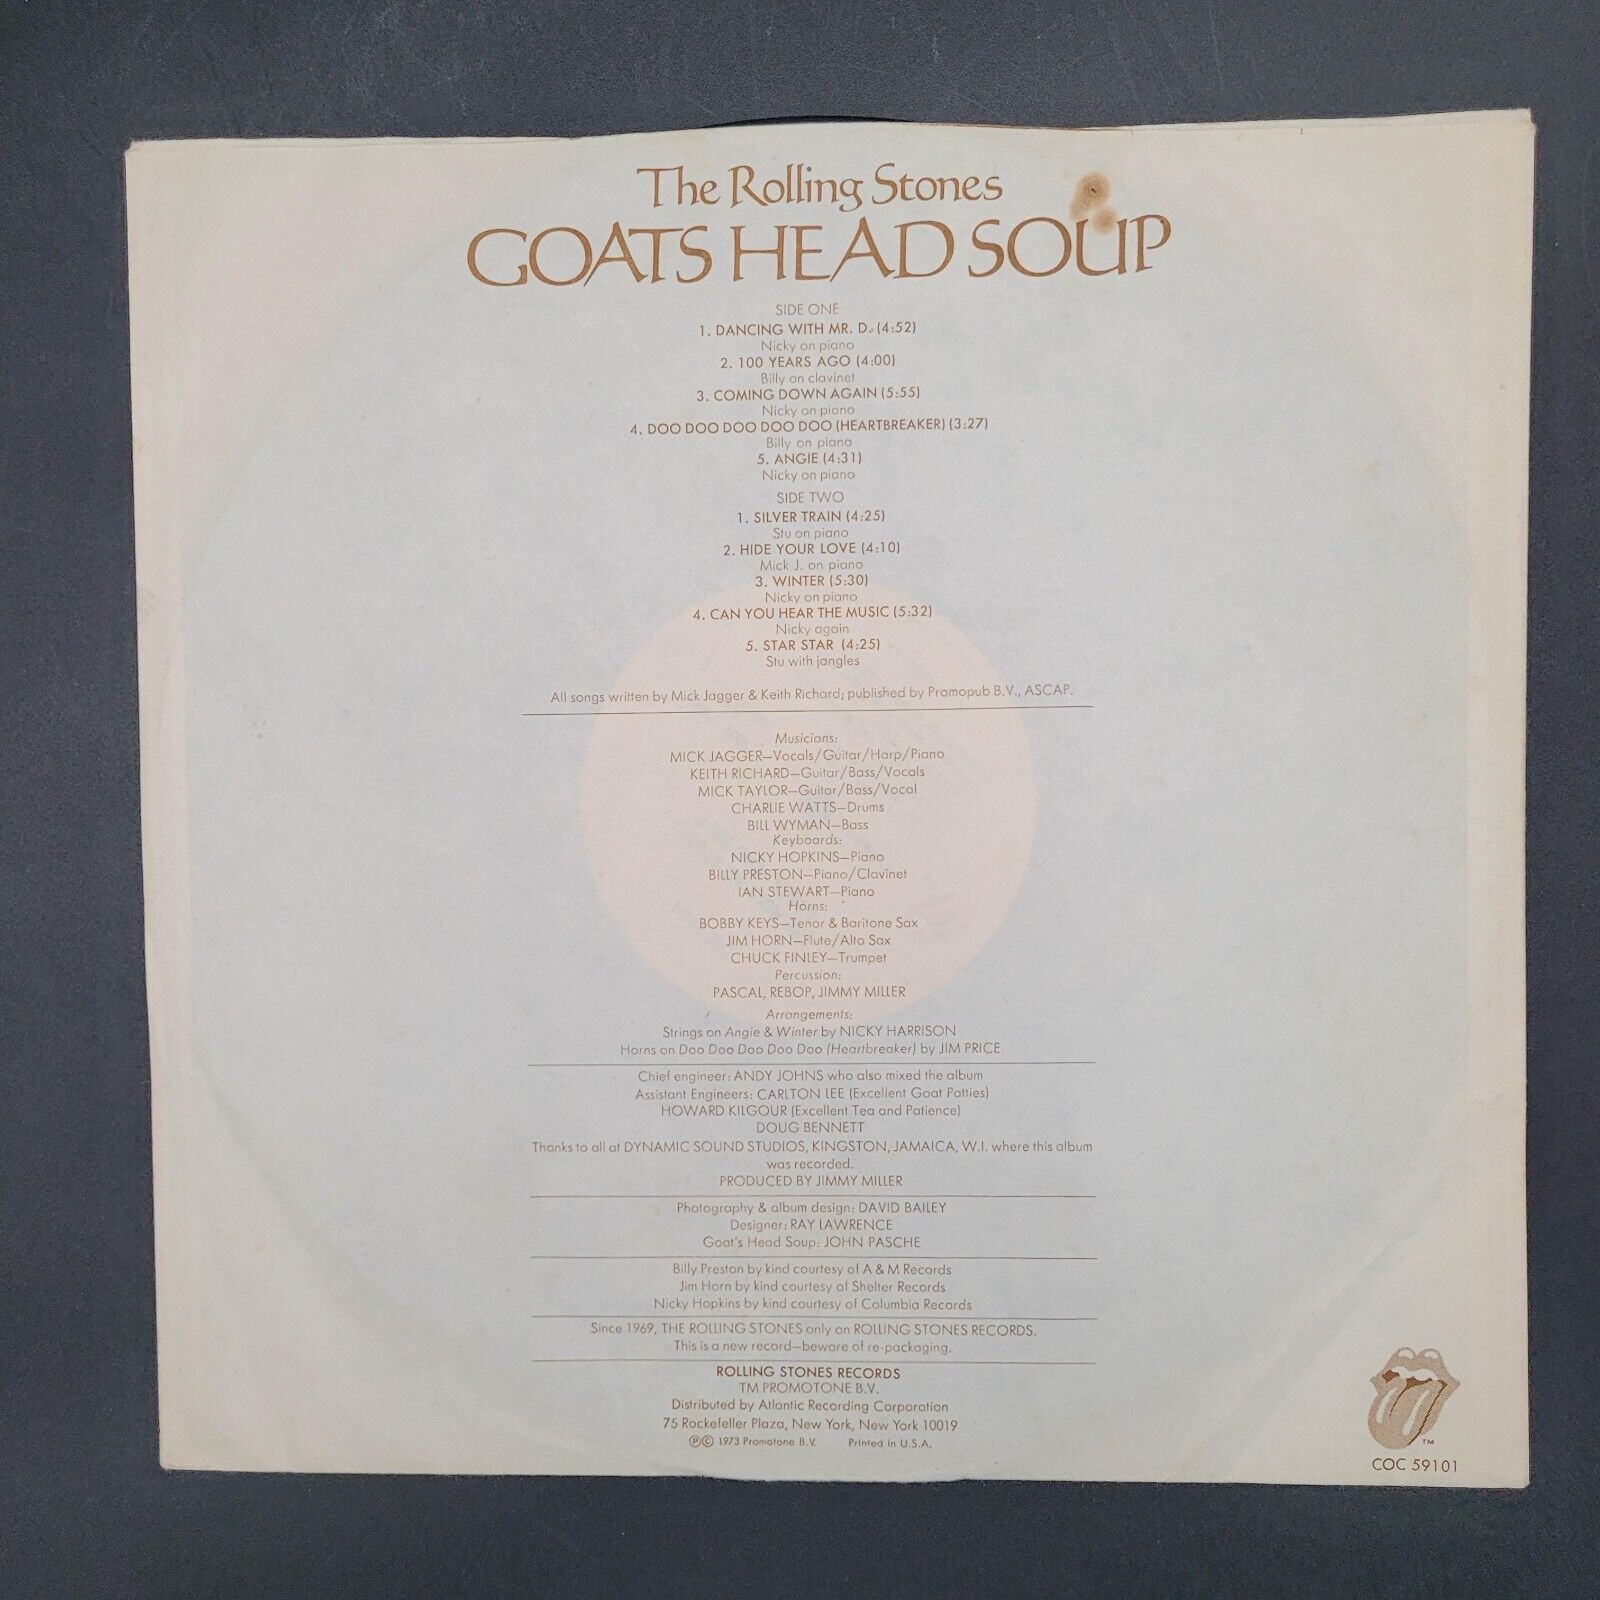 The Rolling Stones
GOATS HEAD SOUP
SIDE ONE
1. DANCING WITH MR. D. (4:52)
Nicky on piano
2. 100 YEARS AGO (4:00)
Billy on clavinet
3. COMING DOWN AGAIN (5:55)
Nicky on piano
4. DOO DOO DOO DOO DOO (HEARTBREAKER) (3:27)
Billy on piano
5. ANGIE (4:31)
Nicky on piano
SIDE TWO
1. SILVER TRAIN (4:25)
Stu on piano
2. HIDE YOUR LOVE (4:10)
Mick J. on piano
3. WINTER (5:30)
Nicky on piano
4. CAN YOU HEAR THE MUSIC (5:32)
Nicky again
5. STAR STAR (4:25)
Stu with jangles
All songs written by Mick Jagger & Keith Richard; published by Promopub B.V., ASCAP.
Musicians:
MICK JAGGER—Vocals/Guitar/Harp/Piano
KEITH RICHARD—Guitar/Bass/Vocals
MICK TAYLOR—Guitar/Bass/Vocal
CHARLIE WATTS—Drums
BILL WYMAN—Bass
Keyboards:
NICKY HOPKINS—Piano
BILLY PRESTON—Piano/Clavinet
IAN STEWART—Piano
Horns:
BOBBY KEYS—Tenor & Baritone Sax
JIM HORN—Flute/Alto Sax
CHUCK FINLEY—Trumpet
Percussion:
PASCAL, REBOP, JIMMY MILLER
Arrangements:
Strings on Angie & Winter by NICKY HARRISON
Horns on Doo Doo Doo Doo Doo (Heartbreaker) by JIM PRICE
Chief engineer: ANDY JOHNS who also mixed the album
Assistant Engineers: CARLTON LEE (Excellent Goat Patties)
HOWARD KILGOUR (Excellent Tea and Patience)
DOUG BENNETT
Thanks to all at DYNAMIC SOUND STUDIOS, KINGSTON, JAMAICA, W.I. where this album
was recorded.
PRODUCED BY JIMMY MILLER
Photography & album design: DAVID BAILEY
Designer: RAY LAWRENCE
Goat's Head Soup: JOHN PASCHE
Billy Preston by kind courtesy of A & M Records
Jim Horn by kind courtesy of Shelter Records
Nicky Hopkins by kind courtesy of Columbia Records
Since 1969, THE ROLLING STONES only on ROLLING STONES RECORDS.
This is a new record—beware of re-packaging.
ROLLING STONES RECORDS
TM PROMOTONE B.V.
Distributed by Atlantic Recording Corporation
75 Rockefeller Plaza, New York, New York 10019
℗© 1973 Promotone B.V. Printed in U.S.A.
TM
COC 59101